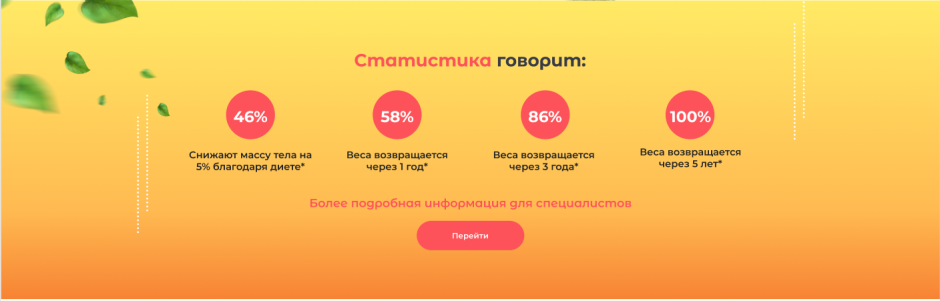 Статистика говорит:
46%
58%
86%
100%
Снижают массу тела на
5% благодаря диете*
Веса возвращается
через 1 год*
Веса возвращается
через 3 года*
Веса возвращается
через 5 лет*
Более подробная информация для специалистов
Перейти